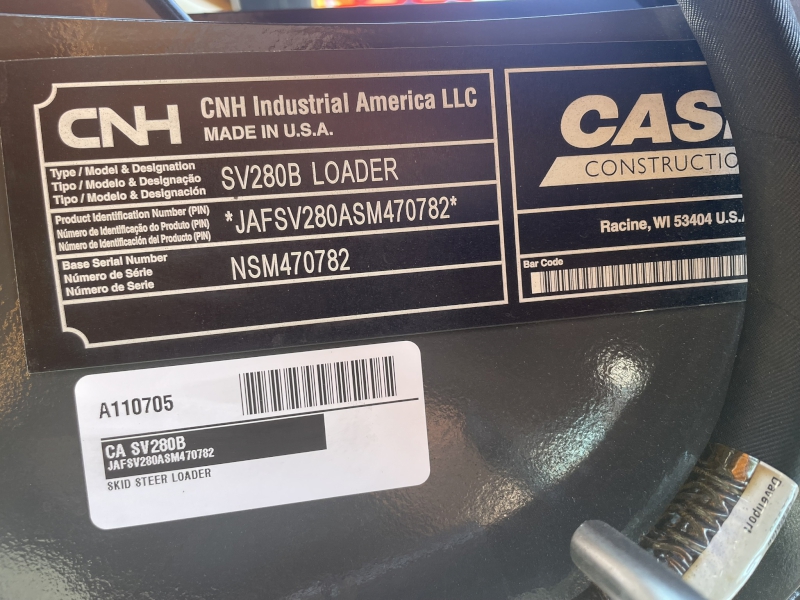 CNH
CNH Industrial America LLC
MADE IN U.S.A.
Type / Model & Designation
Tipo / Modelo & Designação
Tipo / Modelo & Designación
SV280B LOADER
Product Identification Number (PIN)
Número de Identificação do Produto (PIN)
Número de Identificación del Producto (PIN)
*JAFSV280ASM470782*
Base Serial Number
Número de Série
Número de Serie
NSM470782
CAS
CONSTRUCTIO
Racine, WI 53404 U.S.A
Bar Code
A110705
CA SV280B
JAFSV280ASM470782
SKID STEER LOADER
Davenport